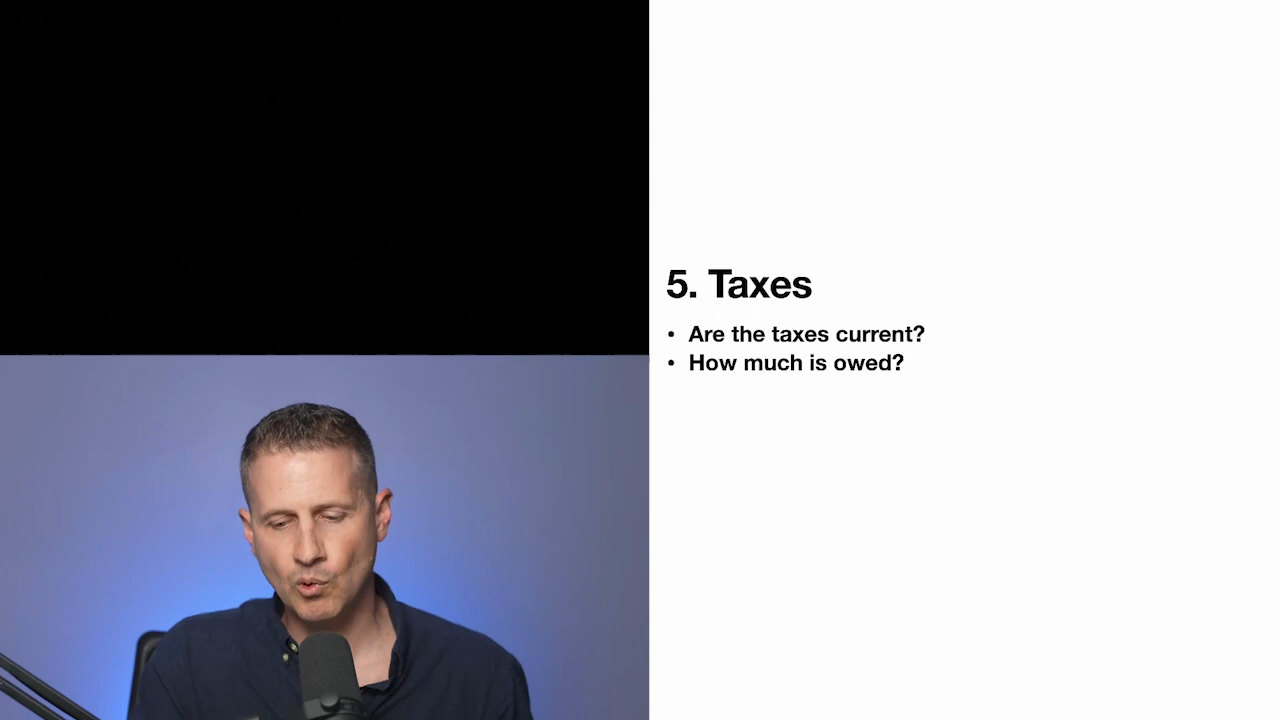 5. Taxes
• Are the taxes current?
• How much is owed?